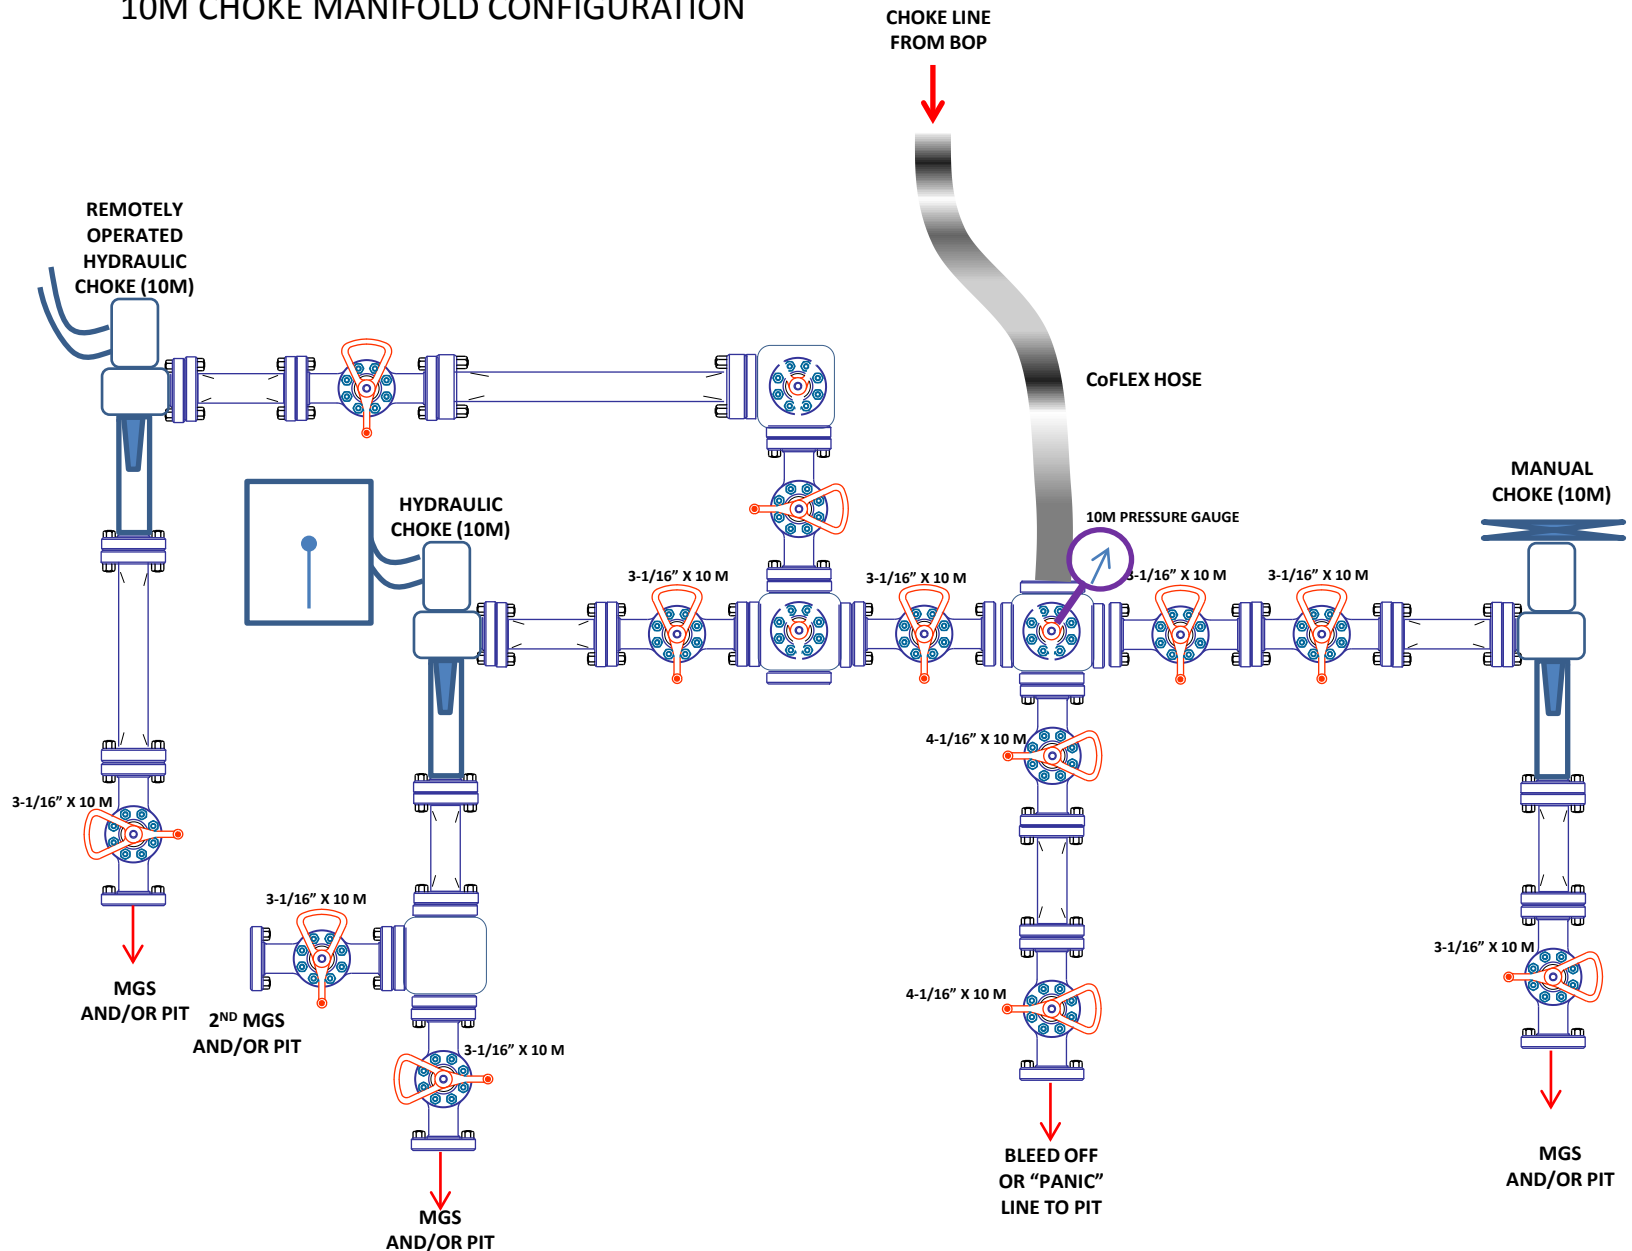 10M CHOKE MANIFOLD CONFIGURATION
CHOKE LINE
FROM BOP
REMOTELY
OPERATED
HYDRAULIC
CHOKE (10M)
CoFLEX HOSE
MANUAL
CHOKE (10M)
HYDRAULIC
CHOKE (10M)
10M PRESSURE GAUGE
3-1/16” X 10 M
3-1/16” X 10 M
3-1/16” X 10 M
3-1/16” X 10 M
4-1/16” X 10 M
3-1/16” X 10 M
3-1/16” X 10 M
3-1/16” X 10 M
MGS
AND/OR PIT
4-1/16” X 10 M
2ND MGS
AND/OR PIT
3-1/16” X 10 M
BLEED OFF
OR “PANIC”
LINE TO PIT
MGS
AND/OR PIT
MGS
AND/OR PIT